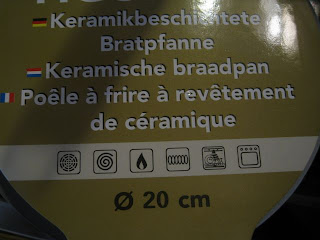 Keramikbeschichtete
Bratpfanne
Keramische braadpan
Poêle à frire à revêtement
de céramique
Ø 20 cm